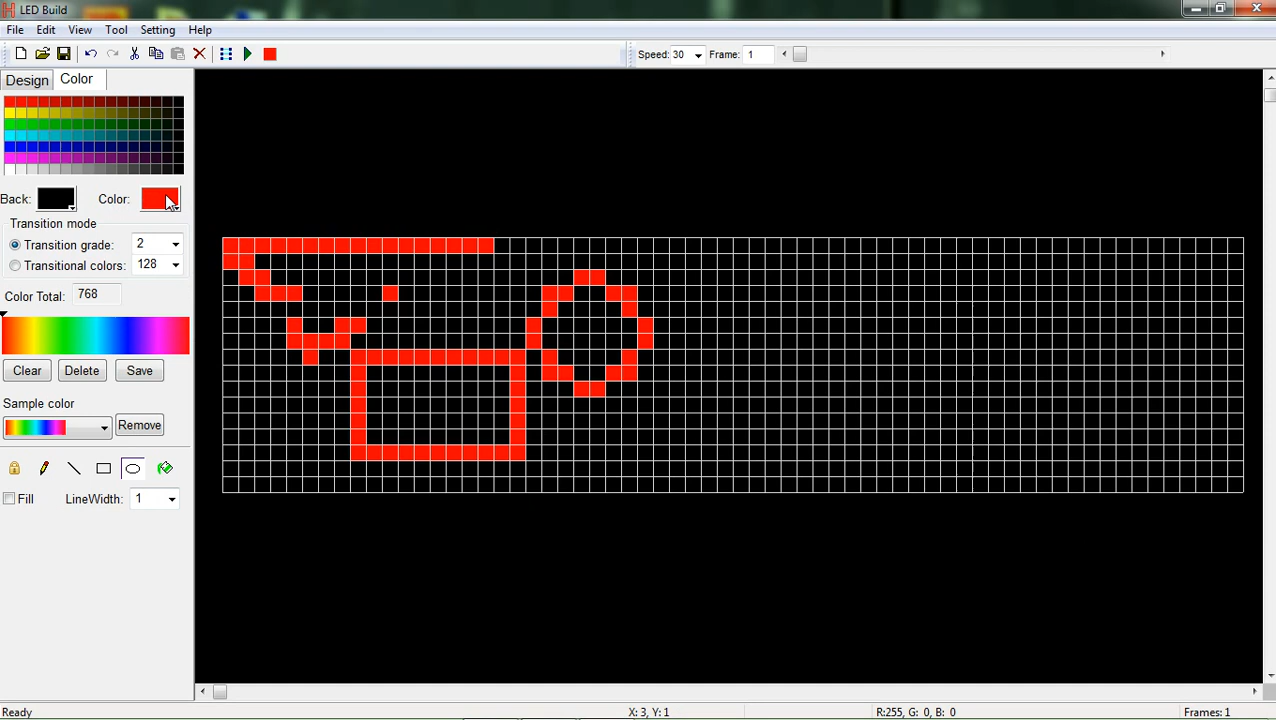 LED Build
File Edit View Tool Setting Help
Speed: 30 Frame: 1
Design Color
Back: Color:
Transition mode
Transition grade: 2
Transitional colors: 128
Color Total: 768
Clear Delete Save
Sample color
Remove
Fill LineWidth: 1
Ready X: 3, Y: 1 R:255, G: 0, B: 0 Frames: 1